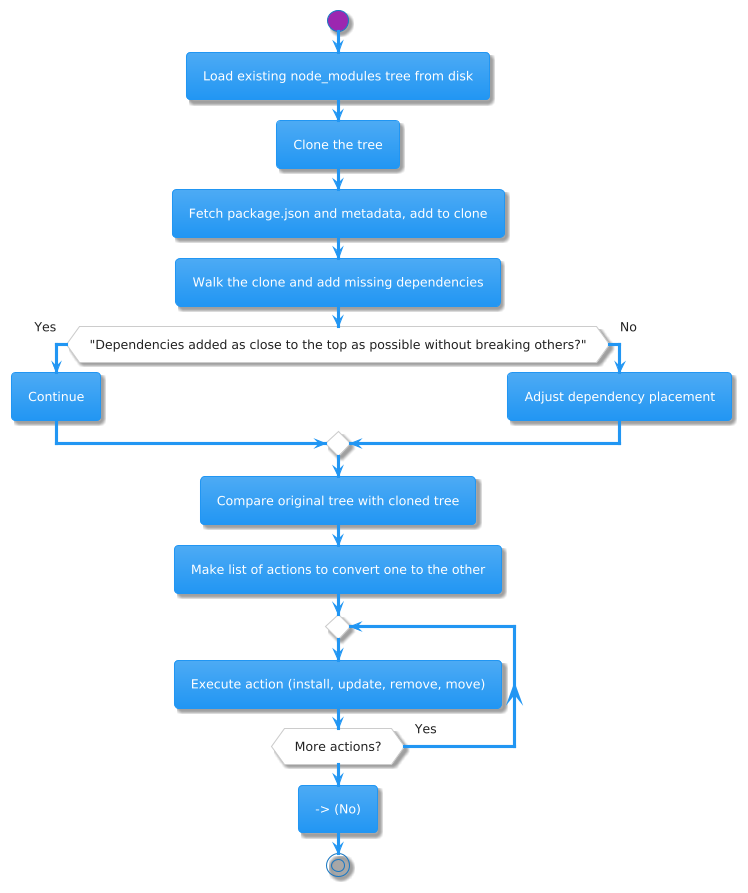 Load existing node_modules tree from disk
Clone the tree
Fetch package.json and metadata, add to clone
Walk the clone and add missing dependencies
Yes
"Dependencies added as close to the top as possible without breaking others?"
No
Continue
Adjust dependency placement
Compare original tree with cloned tree
Make list of actions to convert one to the other
Execute action (install, update, remove, move)
Yes
More actions?
-> (No)